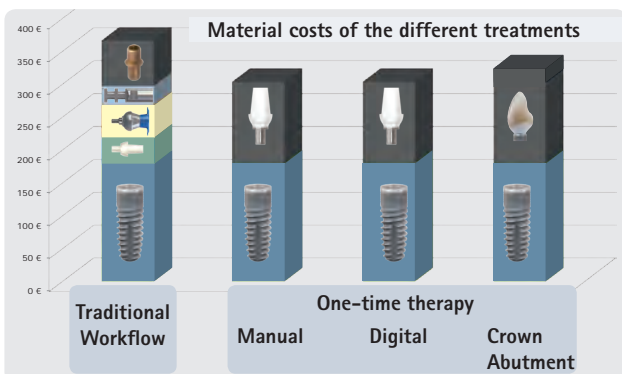 Material costs of the different treatments
400 €
350 €
300 €
250 €
200 €
150 €
100 €
50 €
0 €
Traditional
Workflow
One-time therapy
Manual
Digital
Crown
Abutment